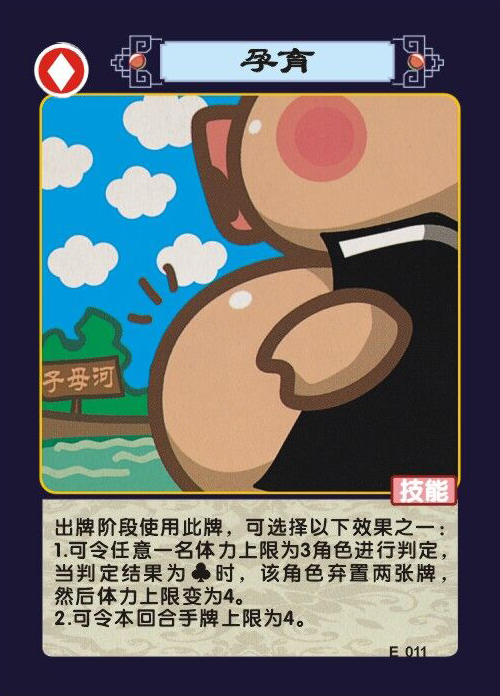 孕育
子母河
技能
出牌阶段使用此牌，可选择以下效果之一：
1.可令任意一名体力上限为3角色进行判定，
当判定结果为♣时，该角色弃置两张牌，
然后体力上限变为4。
2.可令本回合手牌上限为4。
E 011